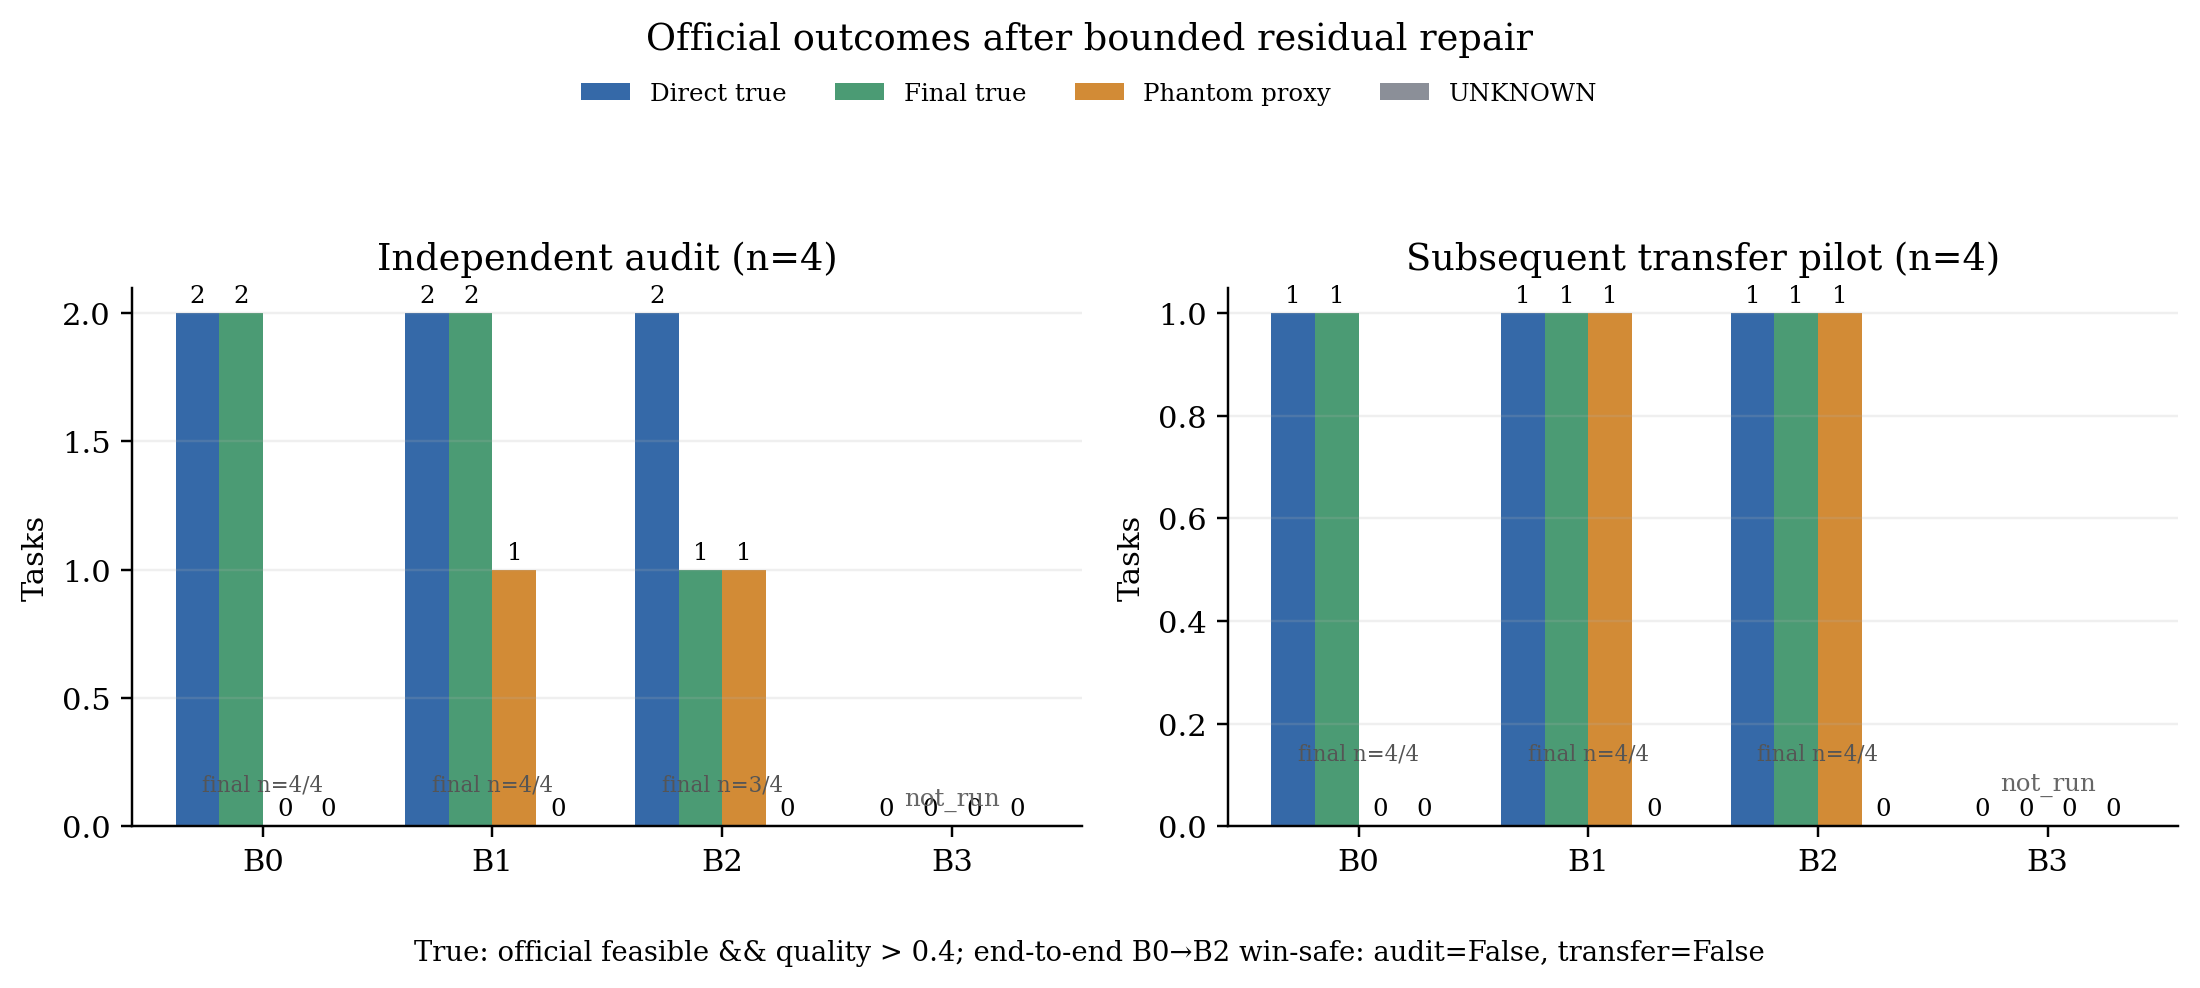 Official outcomes after bounded residual repair
Direct true Final true Phantom proxy UNKNOWN
Independent audit (n=4)
2 2 2 2 2
2.0
1.5
1.0
0.5
0.0
Tasks
1 1 1
final n=4/4 final n=4/4 final n=3/4
not_run
0 0 0 0 0 0 0 0
B0 B1 B2 B3
Subsequent transfer pilot (n=4)
1 1 1 1 1 1 1 1
1.0
0.8
0.6
0.4
0.2
0.0
Tasks
final n=4/4 final n=4/4 final n=4/4
not_run
0 0 0 0 0 0 0 0
B0 B1 B2 B3
True: official feasible && quality > 0.4; end-to-end B0→B2 win-safe: audit=False, transfer=False